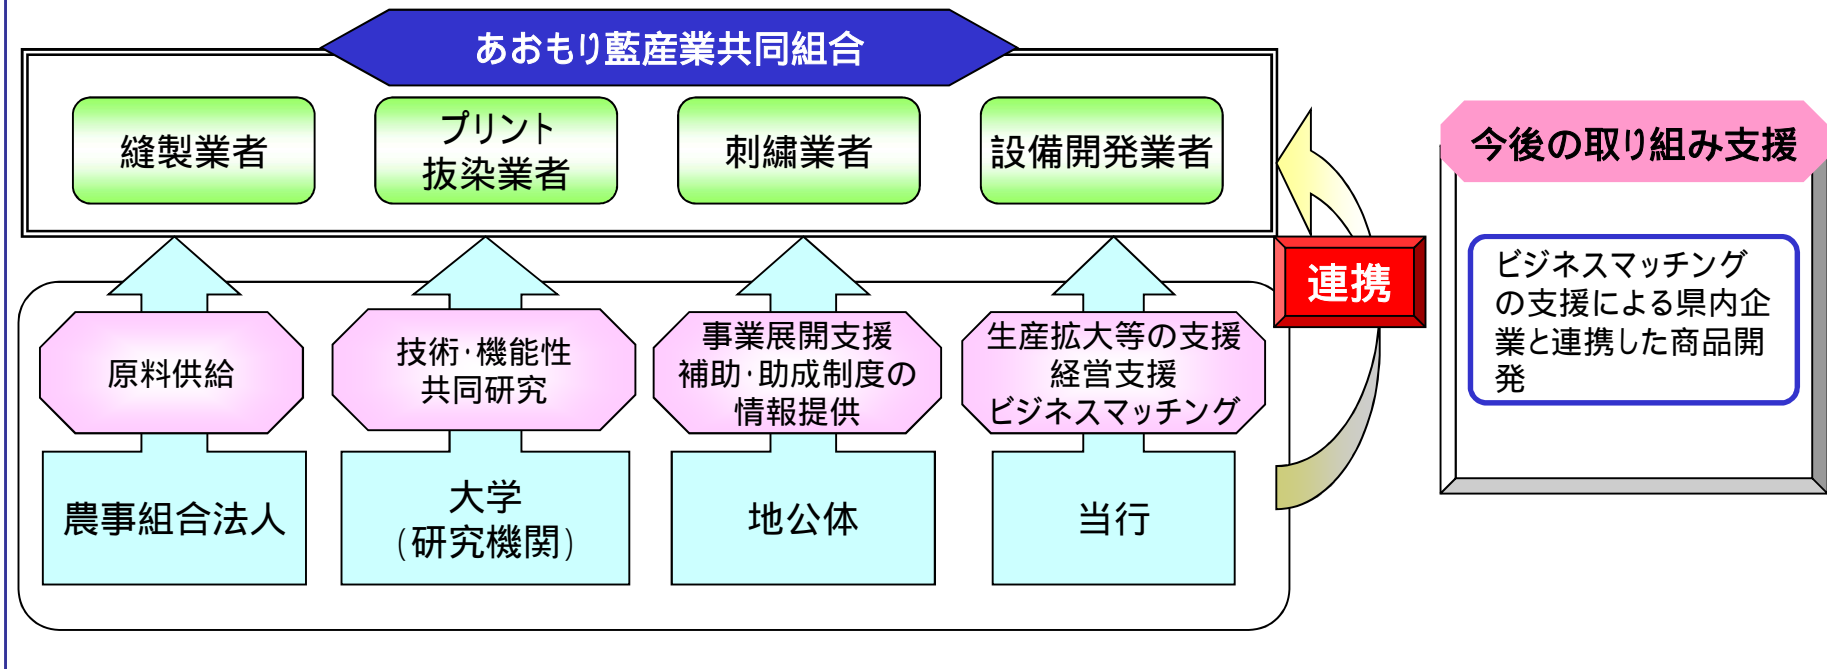 あおもり藍産業共同組合
縫製業者
プリント
抜染業者
刺繍業者
設備開発業者
連携
原料供給
技術・機能性
共同研究
事業展開支援
補助・助成制度の
情報提供
生産拡大等の支援
経営支援
ビジネスマッチング
農事組合法人
大学
(研究機関)
地公体
当行
今後の取り組み支援
ビジネスマッチング
の支援による県内企
業と連携した商品開
発